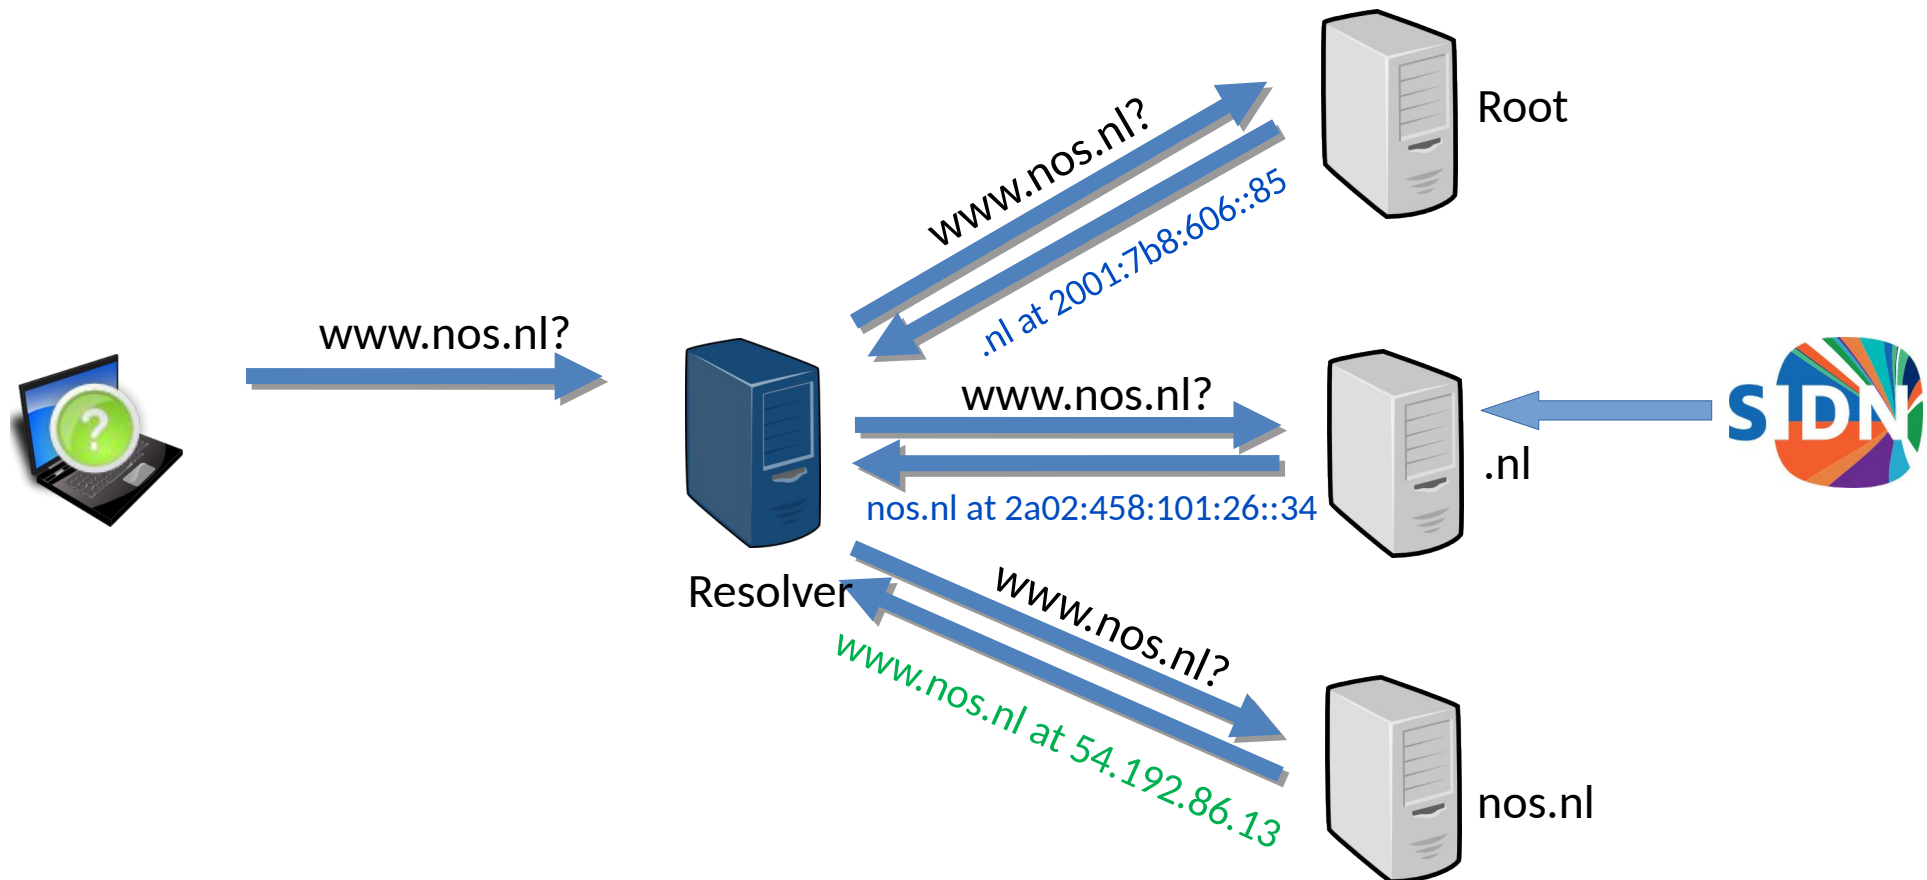 www.nos.nl?
Resolver
www.nos.nl?
.nl at 2001:7b8:606::85
Root
www.nos.nl?
nos.nl at 2a02:458:101:26::34
.nl
SIDN
www.nos.nl?
www.nos.nl at 54.192.86.13
nos.nl
?